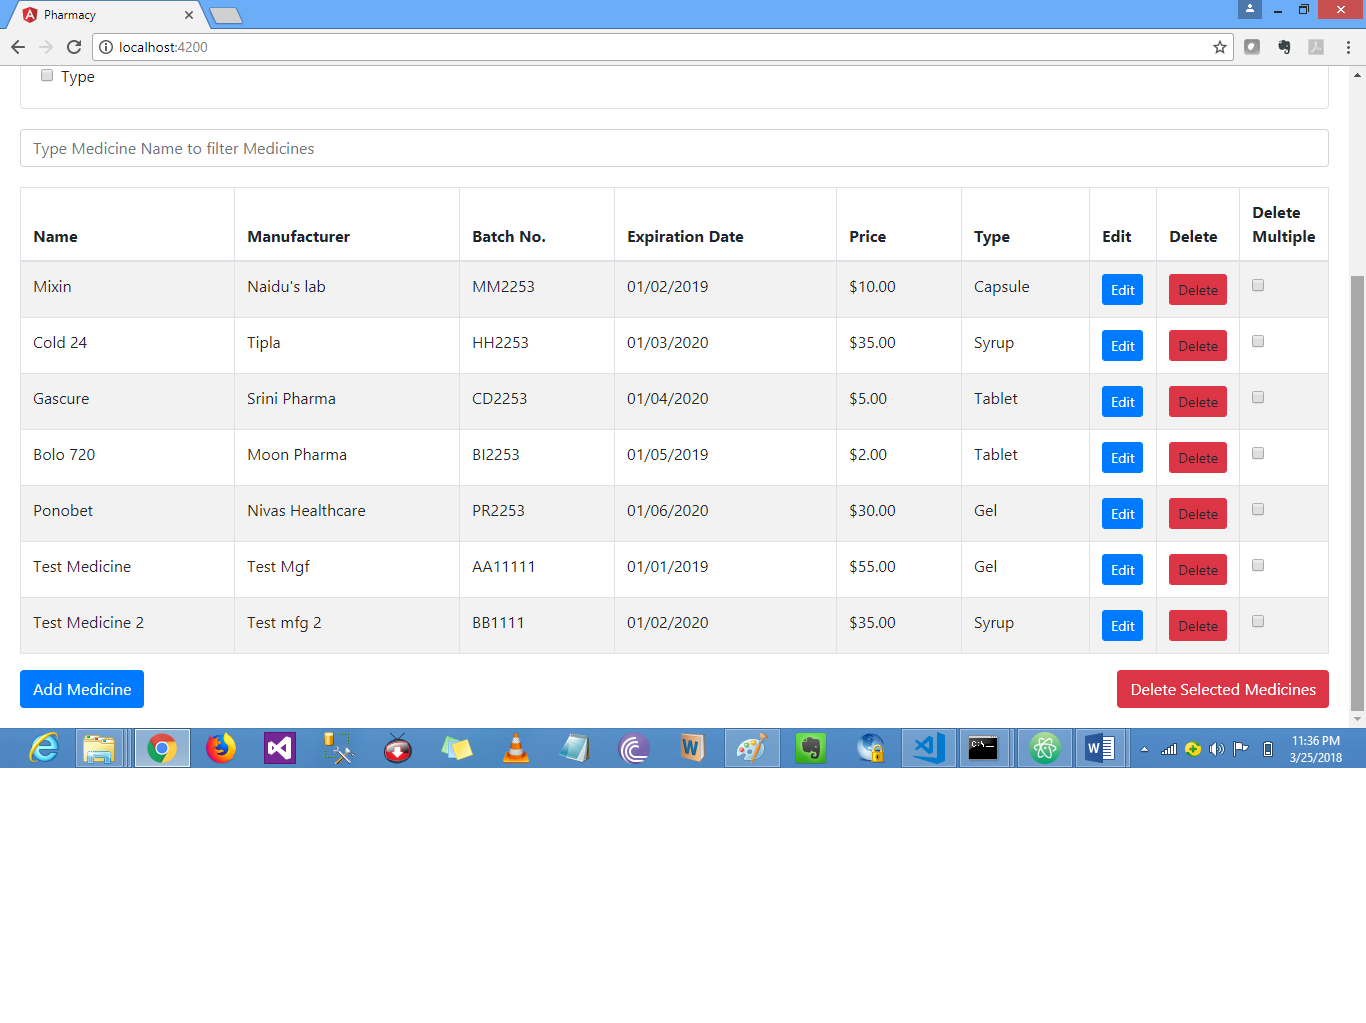 Pharmacy
localhost:4200
Type
Type Medicine Name to filter Medicines
Name Manufacturer Batch No. Expiration Date Price Type Edit Delete Delete Multiple
Mixin Naidu's lab MM2253 01/02/2019 $10.00 Capsule Edit Delete
Cold 24 Tipla HH2253 01/03/2020 $35.00 Syrup Edit Delete
Gascure Srini Pharma CD2253 01/04/2020 $5.00 Tablet Edit Delete
Bolo 720 Moon Pharma BI2253 01/05/2019 $2.00 Tablet Edit Delete
Ponobet Nivas Healthcare PR2253 01/06/2020 $30.00 Gel Edit Delete
Test Medicine Test Mgf AA11111 01/01/2019 $55.00 Gel Edit Delete
Test Medicine 2 Test mfg 2 BB1111 01/02/2020 $35.00 Syrup Edit Delete
Add Medicine Delete Selected Medicines
11:36 PM
3/25/2018